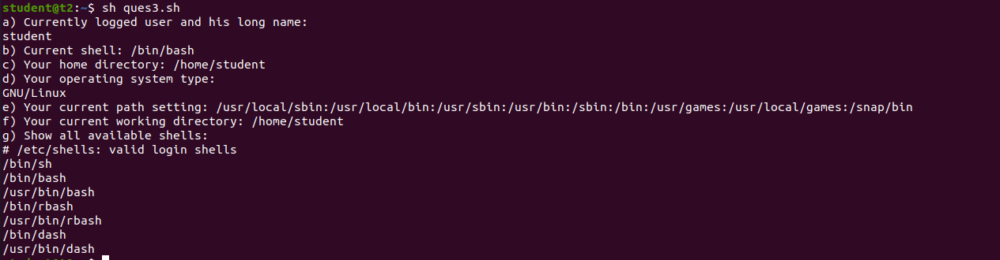 student@t2:~$ sh ques3.sh
a) Currently logged user and his long name:
student
b) Current shell: /bin/bash
c) Your home directory: /home/student
d) Your operating system type:
GNU/Linux
e) Your current path setting: /usr/local/sbin:/usr/local/bin:/usr/sbin:/usr/bin:/sbin:/bin:/usr/games:/usr/local/games:/snap/bin
f) Your current working directory: /home/student
g) Show all available shells:
# /etc/shells: valid login shells
/bin/sh
/bin/bash
/usr/bin/bash
/bin/rbash
/usr/bin/rbash
/bin/dash
/usr/bin/dash